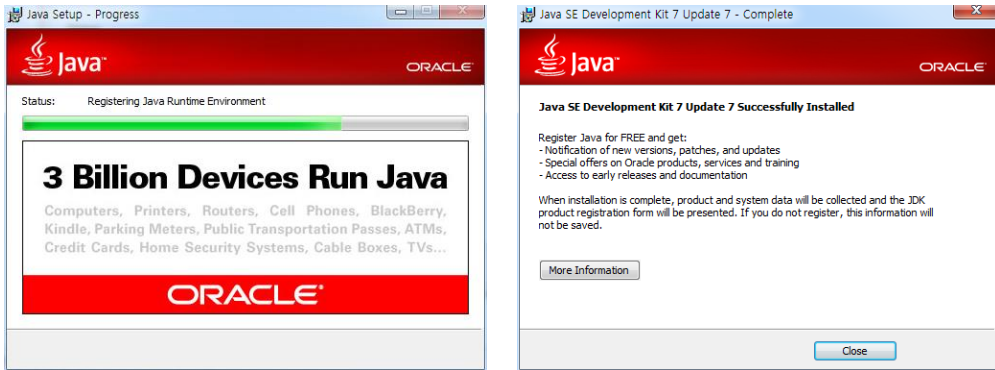 Java Setup - Progress
Java™
ORACLE
Status: Registering Java Runtime Environment
3 Billion Devices Run Java
Computers, Printers, Routers, Cell Phones, BlackBerry,
Kindle, Parking Meters, Public Transportation Passes, ATMs,
Credit Cards, Home Security Systems, Cable Boxes, TVs...
ORACLE®
Java SE Development Kit 7 Update 7 - Complete
Java™
ORACLE
Java SE Development Kit 7 Update 7 Successfully Installed
Register Java for FREE and get:
- Notification of new versions, patches, and updates
- Special offers on Oracle products, services and training
- Access to early releases and documentation
When installation is complete, product and system data will be collected and the JDK
product registration form will be presented. If you do not register, this information will
not be saved.
More Information
Close